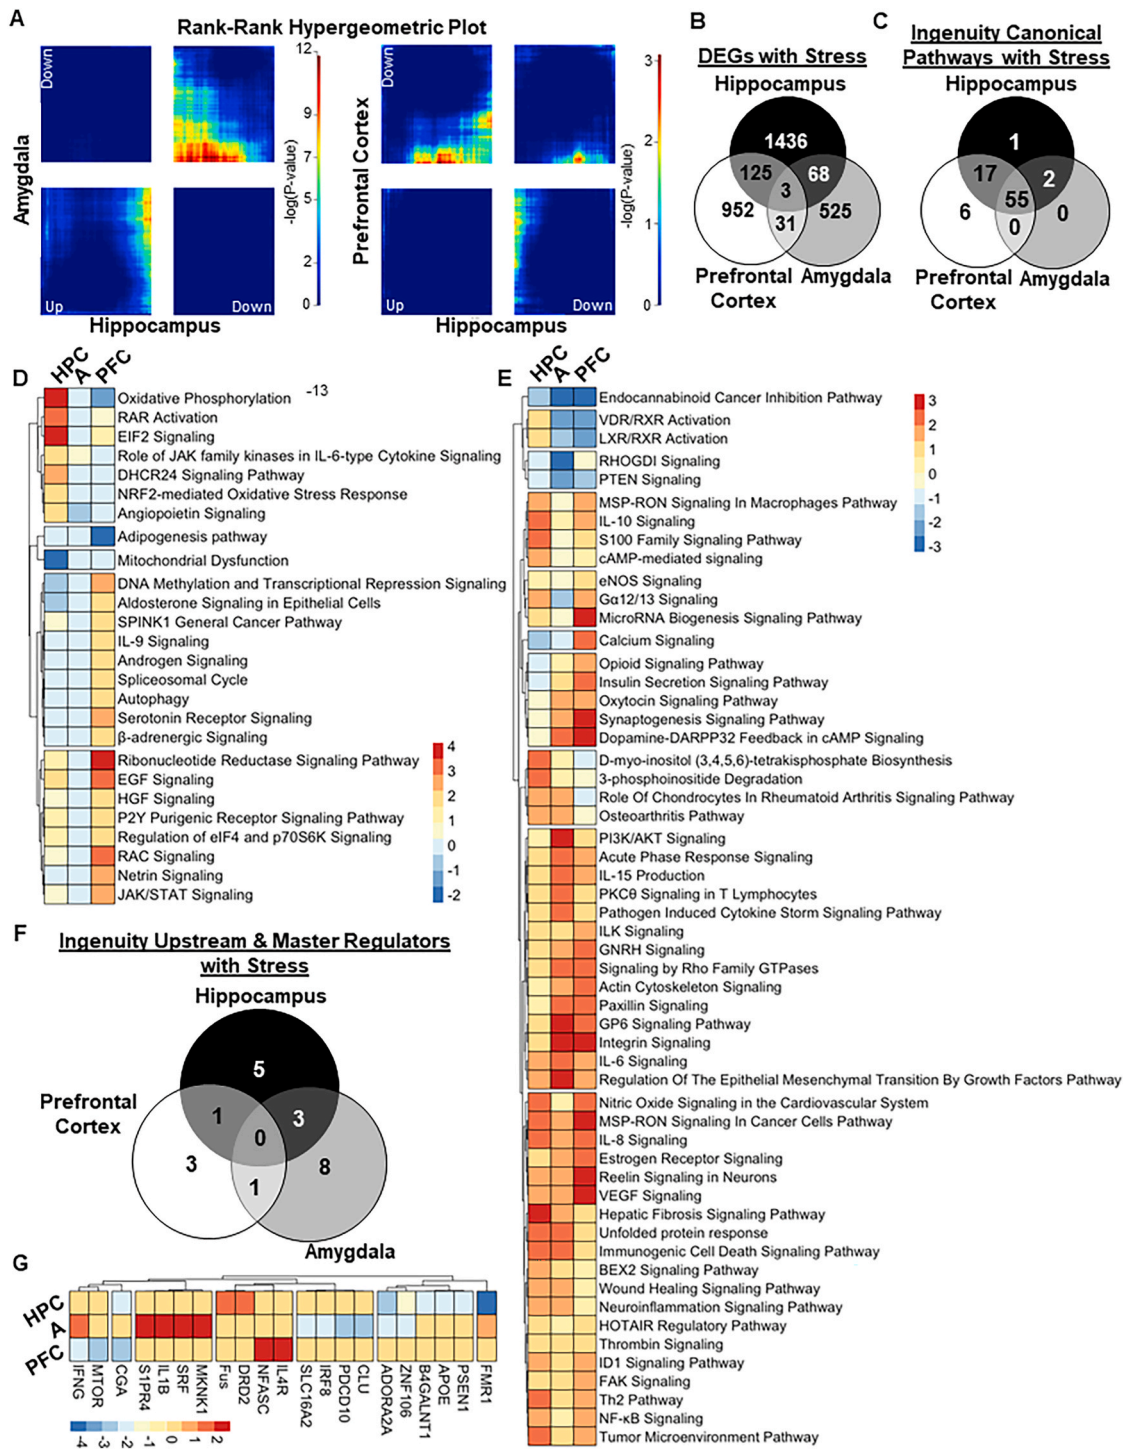 A
Rank-Rank Hypergeometric Plot
Down
Amygdala
Up
Down
Hippocampus
12
9
7
2
0
-log(P-value)
Down
Prefrontal Cortex
Up
Down
Hippocampus
3
2
1
0
-log(P-value)
B
DEGs with Stress
Hippocampus
1436
125
68
3
952
31
525
Prefrontal
Cortex
Amygdala
C
Ingenuity Canonical
Pathways with Stress
Hippocampus
1
17
2
55
6
0
0
Prefrontal
Cortex
Amygdala
D
HPC
A
PFC
-13
Oxidative Phosphorylation
RAR Activation
EIF2 Signaling
Role of JAK family kinases in IL-6-type Cytokine Signaling
DHCR24 Signaling Pathway
NRF2-mediated Oxidative Stress Response
Angiopoietin Signaling
Adipogenesis pathway
Mitochondrial Dysfunction
DNA Methylation and Transcriptional Repression Signaling
Aldosterone Signaling in Epithelial Cells
SPINK1 General Cancer Pathway
IL-9 Signaling
Androgen Signaling
Spliceosomal Cycle
Autophagy
Serotonin Receptor Signaling
β-adrenergic Signaling
Ribonucleotide Reductase Signaling Pathway
EGF Signaling
HGF Signaling
P2Y Purigenic Receptor Signaling Pathway
Regulation of eIF4 and p70S6K Signaling
RAC Signaling
Netrin Signaling
JAK/STAT Signaling
4
3
2
1
0
-1
-2
E
HPC
A
PFC
Endocannabinoid Cancer Inhibition Pathway
VDR/RXR Activation
LXR/RXR Activation
RHOGDI Signaling
PTEN Signaling
MSP-RON Signaling In Macrophages Pathway
IL-10 Signaling
S100 Family Signaling Pathway
cAMP-mediated signaling
eNOS Signaling
Gα12/13 Signaling
MicroRNA Biogenesis Signaling Pathway
Calcium Signaling
Opioid Signaling Pathway
Insulin Secretion Signaling Pathway
Oxytocin Signaling Pathway
Synaptogenesis Signaling Pathway
Dopamine-DARPP32 Feedback in cAMP Signaling
D-myo-inositol (3,4,5,6)-tetrakisphosphate Biosynthesis
3-phosphoinositide Degradation
Role Of Chondrocytes In Rheumatoid Arthritis Signaling Pathway
Osteoarthritis Pathway
PI3K/AKT Signaling
Acute Phase Response Signaling
IL-15 Production
PKCθ Signaling in T Lymphocytes
Pathogen Induced Cytokine Storm Signaling Pathway
ILK Signaling
GNRH Signaling
Signaling by Rho Family GTPases
Actin Cytoskeleton Signaling
Paxillin Signaling
GP6 Signaling Pathway
Integrin Signaling
IL-6 Signaling
Regulation Of The Epithelial Mesenchymal Transition By Growth Factors Pathway
Nitric Oxide Signaling in the Cardiovascular System
MSP-RON Signaling In Cancer Cells Pathway
IL-8 Signaling
Estrogen Receptor Signaling
Reelin Signaling in Neurons
VEGF Signaling
Hepatic Fibrosis Signaling Pathway
Unfolded protein response
Immunogenic Cell Death Signaling Pathway
BEX2 Signaling Pathway
Wound Healing Signaling Pathway
Neuroinflammation Signaling Pathway
HOTAIR Regulatory Pathway
Thrombin Signaling
ID1 Signaling Pathway
FAK Signaling
Th2 Pathway
NF-κB Signaling
Tumor Microenvironment Pathway
3
2
1
0
-1
-2
-3
F
Ingenuity Upstream & Master Regulators
with Stress
Hippocampus
5
Prefrontal
Cortex
1
3
0
3
8
1
Amygdala
G
HPC
A
PFC
IFNG
MTOR
CGA
S1PR4
IL1B
SRF
MKNK1
Fus
DRD2
NFASC
IL4R
SLC16A2
IRF8
PDCD10
CLU
ADORA2A
ZNF106
B4GALNT1
APOE
PSEN1
FMR1
-4
-3
-2
-1
0
1
2